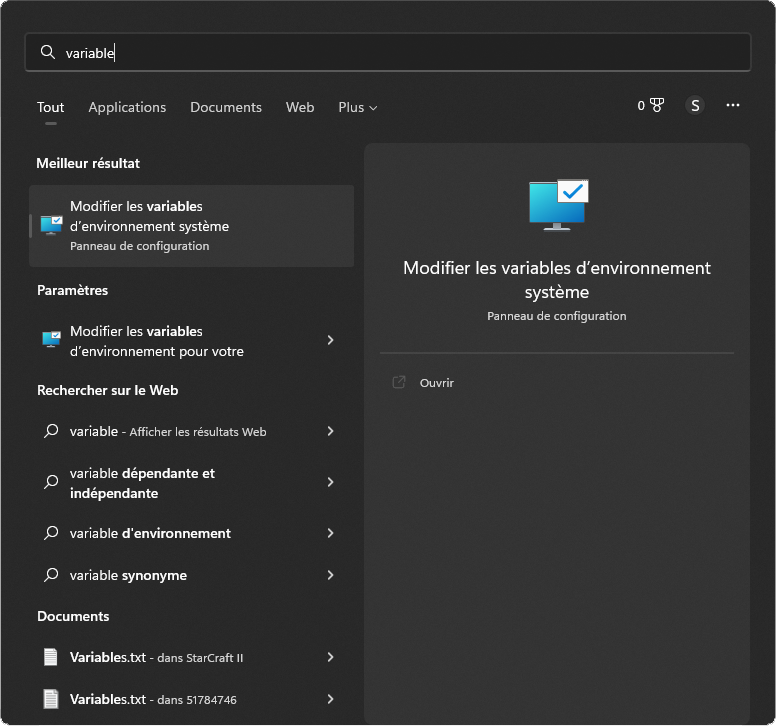 variable
Tout Applications Documents Web Plus 0 S
Meilleur résultat
Modifier les variables
d’environnement système
Panneau de configuration
Paramètres
Modifier les variables
d’environnement pour votre
Rechercher sur le Web
variable - Afficher les résultats Web
variable dépendante et
indépendante
variable d'environnement
variable synonyme
Documents
Variables.txt - dans StarCraft II
Variables.txt - dans 51784746
Modifier les variables d’environnement
système
Panneau de configuration
Ouvrir